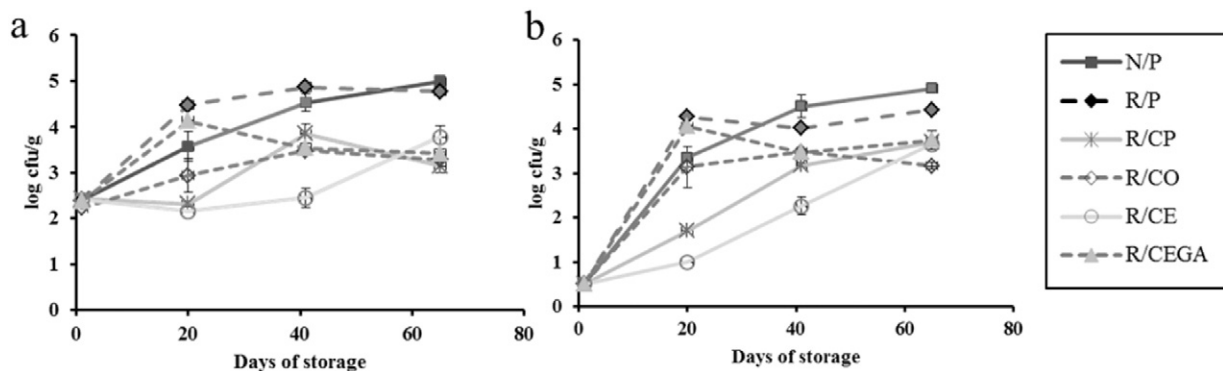 a
log cfu/g
6
5
4
3
2
1
0
0 20 40 60 80
Days of storage
b
log cfu/g
6
5
4
3
2
1
0
0 20 40 60 80
Days of storage
N/P
R/P
R/CP
R/CO
R/CE
R/CEGA